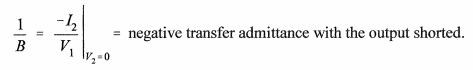 1/B = -I₂/V₁ |V₂=0 = negative transfer admittance with the output shorted.